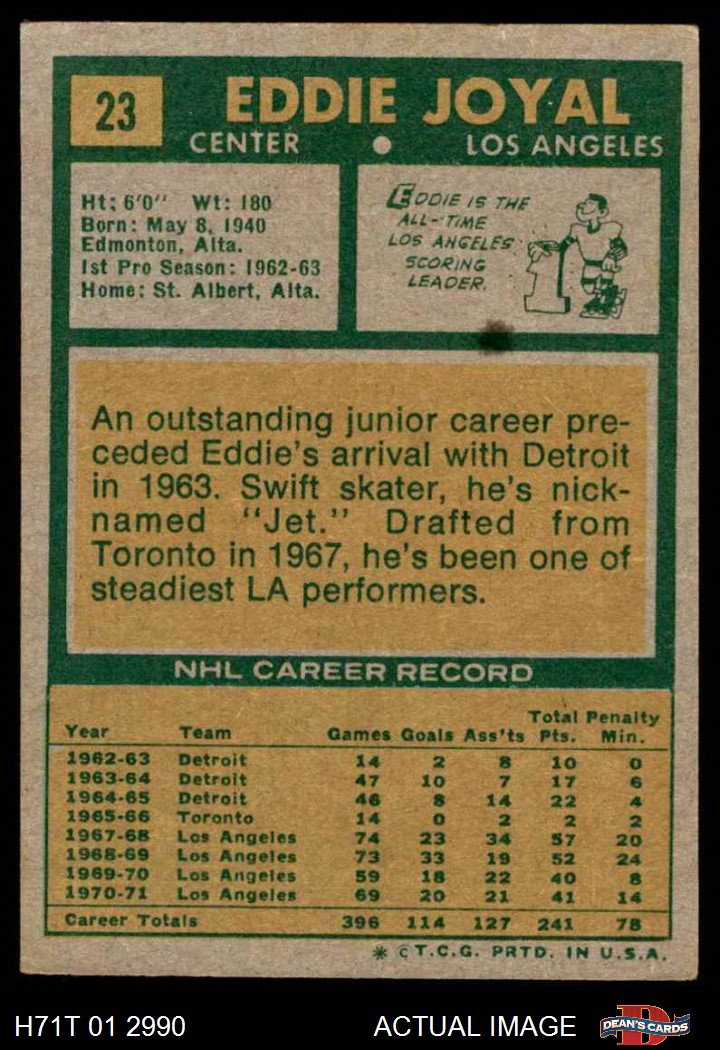 23
EDDIE JOYAL
CENTER • LOS ANGELES
Ht: 6'0" Wt: 180
Born: May 8, 1940
Edmonton, Alta.
1st Pro Season: 1962-63
Home: St. Albert, Alta.
EDDIE IS THE
ALL-TIME
LOS ANGELES
SCORING
LEADER.
1
An outstanding junior career pre-
ceded Eddie's arrival with Detroit
in 1963. Swift skater, he's nick-
named "Jet." Drafted from
Toronto in 1967, he's been one of
steadiest LA performers.
NHL CAREER RECORD
Year Team Games Goals Ass'ts Total Pts. Penalty Min.
1962-63 Detroit 14 2 8 10 0
1963-64 Detroit 47 10 7 17 6
1964-65 Detroit 46 8 14 22 4
1965-66 Toronto 14 0 2 2 2
1967-68 Los Angeles 74 23 34 57 20
1968-69 Los Angeles 73 33 19 52 24
1969-70 Los Angeles 59 18 22 40 8
1970-71 Los Angeles 69 20 21 41 14
Career Totals 396 114 127 241 78
* © T.C.G. PRTD. IN U.S.A.
H71T 01 2990 ACTUAL IMAGE DEAN'S CARDS